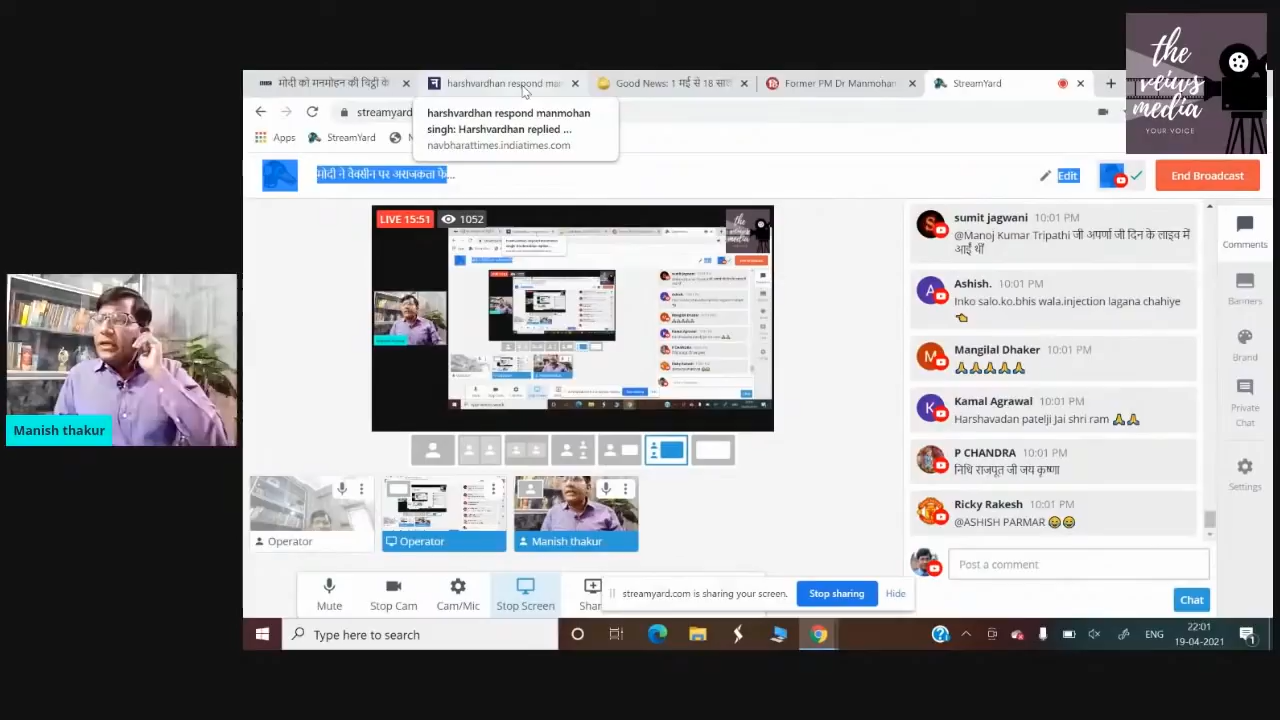 the
veiws
media
YOUR VOICE
मोदी को मनमोहन की चिट्ठी के
harshvardhan respond man
Good News: 1 मई से 18 साल
Former PM Dr Manmohan
StreamYard
streamyard
harshvardhan respond manmohan
singh: Harshvardhan replied ...
navbharattimes.indiatimes.com
Apps
StreamYard
मोदी ने वैक्सीन पर अराजकता फे...
Edit
End Broadcast
LIVE 15:51
1052
Manish thakur
sumit jagwani 10:01 PM
@Manoj Kumar Tripathi जी अपर्णा जी दिन के लाइव में
Ashish. 10:01 PM
Inko salo.ko.bhis wala.injection lagana chahiye
Mangilal Dhaker 10:01 PM
🙏🙏🙏🙏🙏
Kamal Agrawal 10:01 PM
Harshavadan patelji Jai shri ram 🙏🙏
P CHANDRA 10:01 PM
निधि राजपूत जी जय कृष्णा
Ricky Rakesh 10:01 PM
@ASHISH PARMAR 😄😄
Comments
Banners
Brand
Private
Chat
Settings
Operator
Operator
Manish thakur
Post a comment
Chat
Mute
Stop Cam
Cam/Mic
Stop Screen
Shar
streamyard.com is sharing your screen.
Stop sharing
Hide
Type here to search
ENG
22:01
19-04-2021